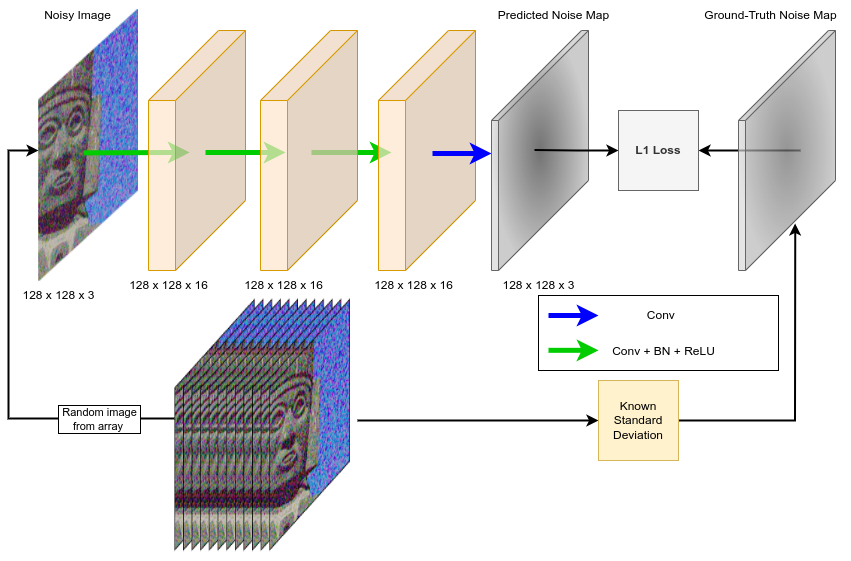 Noisy Image
Predicted Noise Map
Ground-Truth Noise Map
L1 Loss
128 x 128 x 3
128 x 128 x 16
128 x 128 x 16
128 x 128 x 16
128 x 128 x 3
Conv
Conv + BN + ReLU
Random image
from array
Known
Standard
Deviation